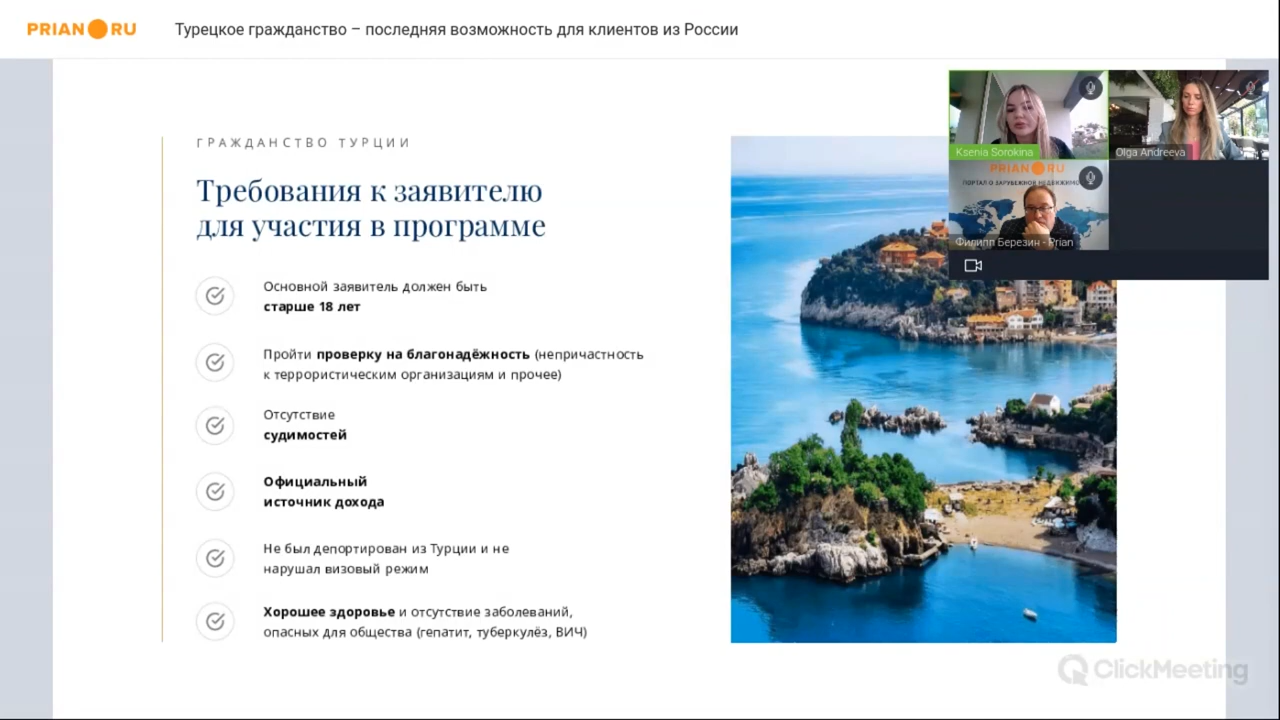 PRIAN RU
Турецкое гражданство – последняя возможность для клиентов из России
ГРАЖДАНСТВО ТУРЦИИ
Требования к заявителю
для участия в программе
Основной заявитель должен быть
старше 18 лет
Пройти проверку на благонадёжность (непричастность
к террористическим организациям и прочее)
Отсутствие
судимостей
Официальный
источник дохода
Не был депортирован из Турции и не
нарушал визовый режим
Хорошее здоровье и отсутствие заболеваний,
опасных для общества (гепатит, туберкулёз, ВИЧ)
Ksenia Sorokina
Olga Andreeva
PRIAN RU
ПОРТАЛ О ЗАРУБЕЖНОЙ
Филипп Березин - Prian
ClickMeeting